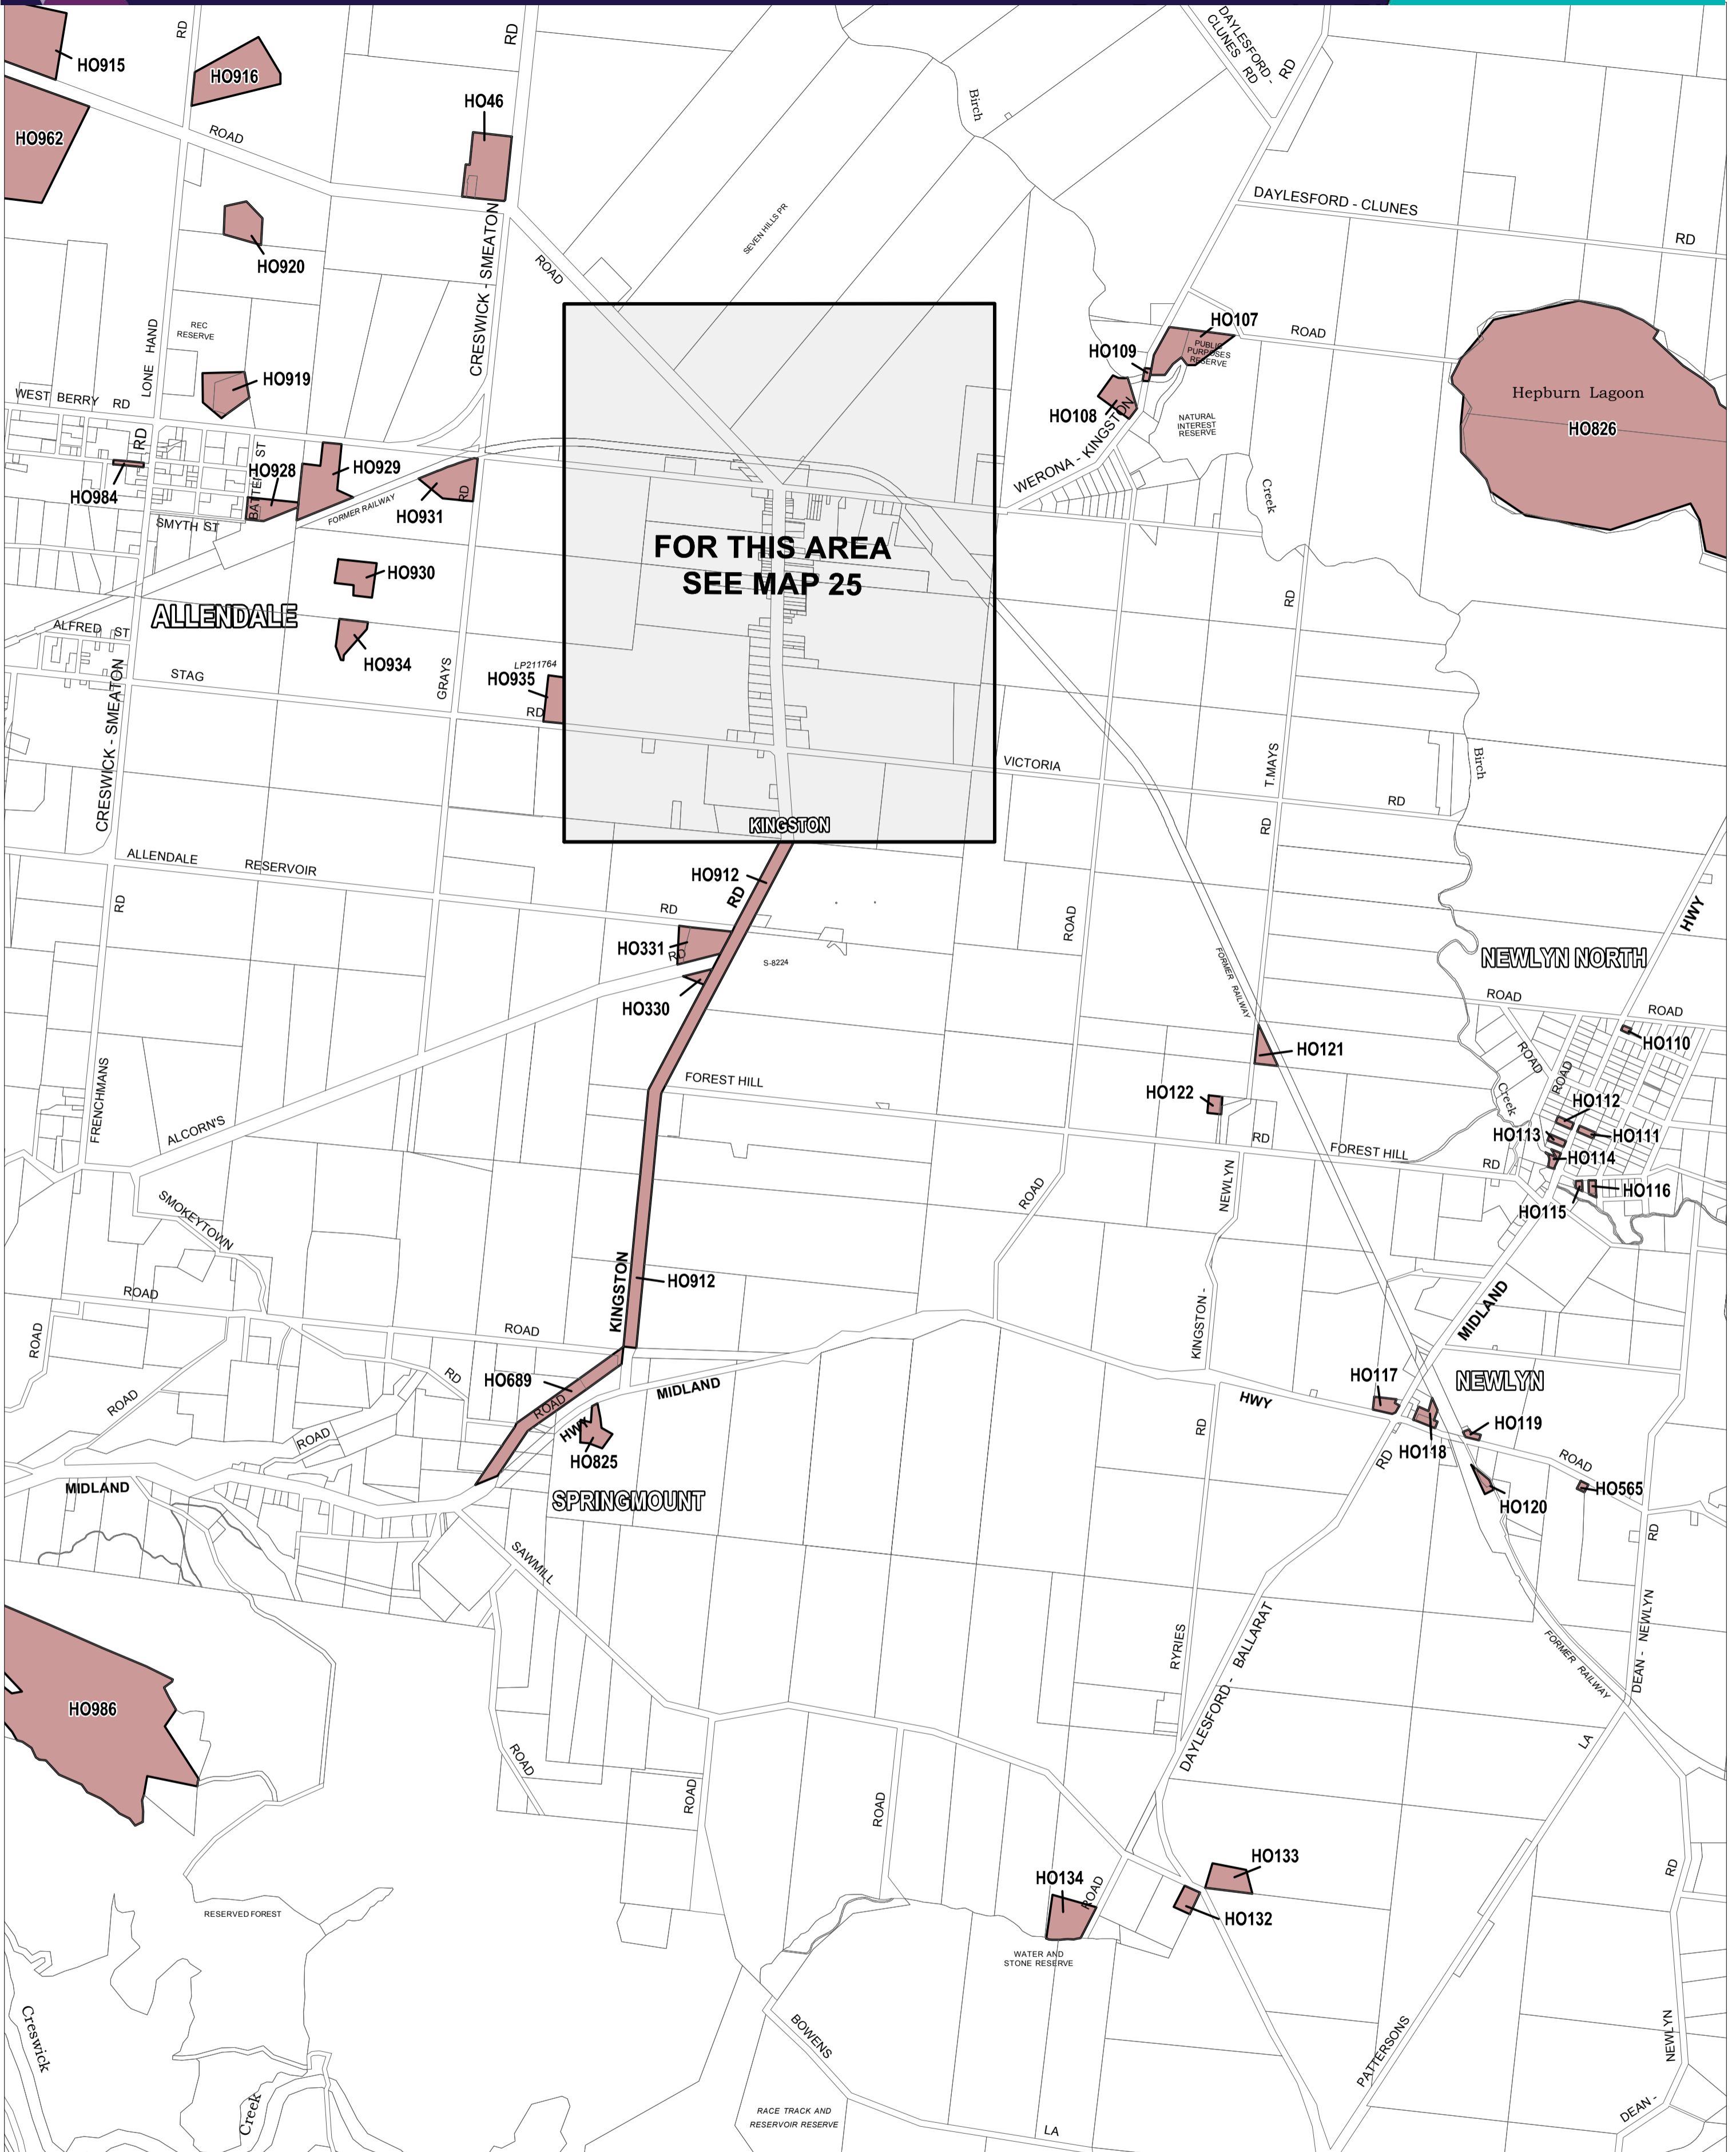 RD
RD
DAYLESFORD -
CLUNES RD
RD
HO915
HO916
HO46
HO962
ROAD
Birch
DAYLESFORD - CLUNES
RD
SEVEN HILLS PR
HO920
CRESWICK - SMEATON
ROAD
REC
RESERVE
LONE HAND
RD
HO107
ROAD
PUBLIC
PURPOSES
RESERVE
HO109
HO919
HO108
WEST BERRY RD
NATURAL
INTEREST
RESERVE
Hepburn Lagoon
HO826
WERONA - KINGSTON
BATTERY ST
HO928
HO929
HO984
FORMER RAILWAY
HO931
RD
SMYTH ST
Creek
FOR THIS AREA
SEE MAP 25
HO930
ALLENDALE
ALFRED ST
HO934
RD
STAG
GRAYS
LP211764
HO935
RD
CRESWICK - SMEATON
VICTORIA
T.MAYS
Birch
RD
KINGSTON
RD
ALLENDALE RESERVOIR
HO912
RD
RD
RD
ROAD
HWY
HO331
RD
S-8224
HO330
NEWLYN NORTH
FORMER RAILWAY
ROAD
ROAD
HO110
HO121
ROAD
ROAD
FOREST HILL
HO122
Creek
HO112
FRENCHMANS
ALCORN'S
HO113
HO111
RD
FOREST HILL
RD
HO114
HO116
HO115
SMOKEYTOWN
ROAD
NEWLYN
KINGSTON
HO912
ROAD
KINGSTON -
MIDLAND
ROAD
ROAD
RD
HO689
ROAD
MIDLAND
HWY
HO117
NEWLYN
ROAD
ROAD
HWY
HO825
RD
HO119
HO118
RD
ROAD
MIDLAND
SPRINGMOUNT
HO120
HO565
RD
SAWMILL
RYRIES
DAYLESFORD - BALLARAT
DEAN - NEWLYN
FORMER RAILWAY
HO986
LA
ROAD
ROAD
ROAD
HO134
HO133
ROAD
HO132
RD
RESERVED FOREST
WATER AND
STONE RESERVE
Creswick
BOWENS
PATTERSONS
NEWLYN
Creek
RACE TRACK AND
RESERVOIR RESERVE
LA
DEAN -